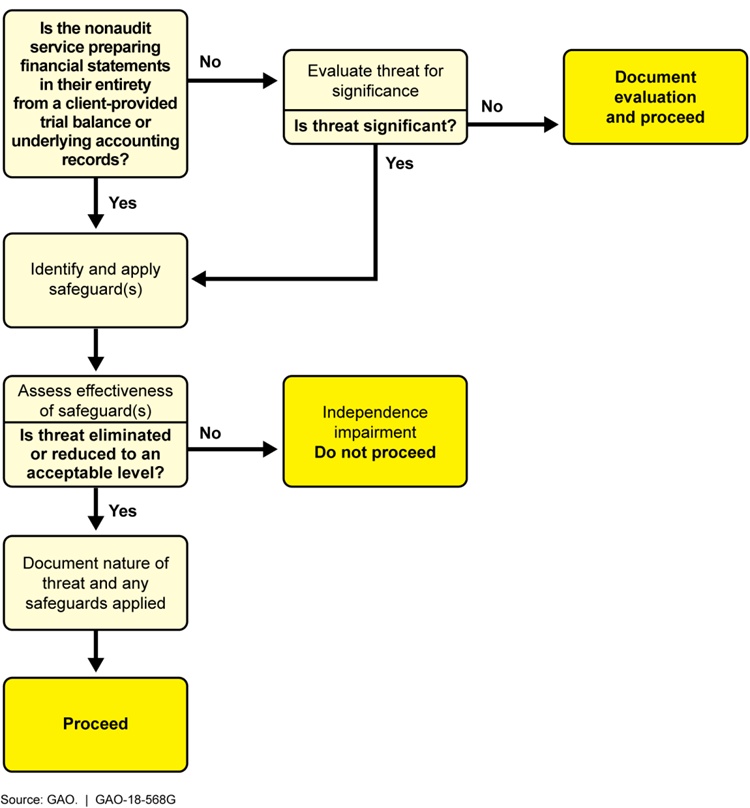 Is the nonaudit
service preparing
financial statements
in their entirety
from a client-provided
trial balance or
underlying accounting
records?
No
Evaluate threat for
significance
Is threat significant?
No
Document
evaluation
and proceed
Yes
Yes
Identify and apply
safeguard(s)
Assess effectiveness
of safeguard(s)
Is threat eliminated
or reduced to an
acceptable level?
No
Independence
impairment
Do not proceed
Yes
Document nature of
threat and any
safeguards applied
Proceed
Source: GAO. | GAO-18-568G